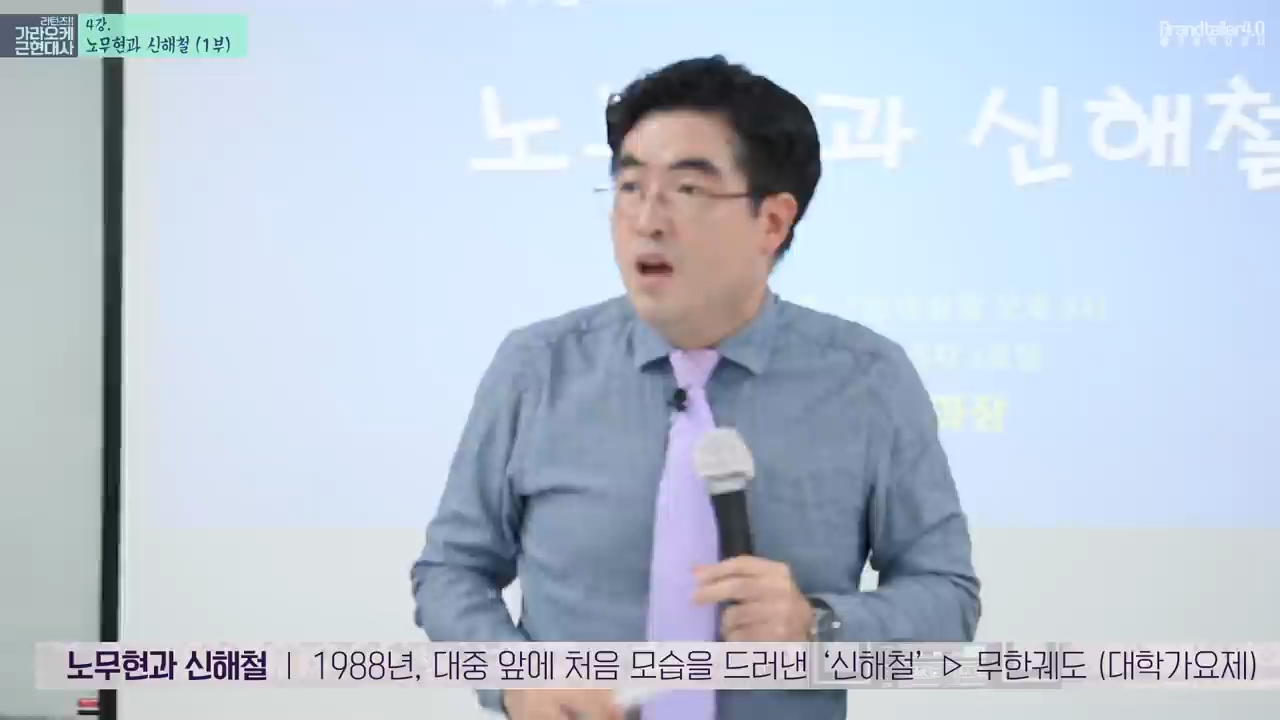 리턴즈!!
가라오케
근현대사
4강.
노무현과 신해철 (1부)
Brandteller4.0
과 신해철
노무현과 신해철 | 1988년, 대중 앞에 처음 모습을 드러낸 ‘신해철’ ▷ 무한궤도 (대학가요제)